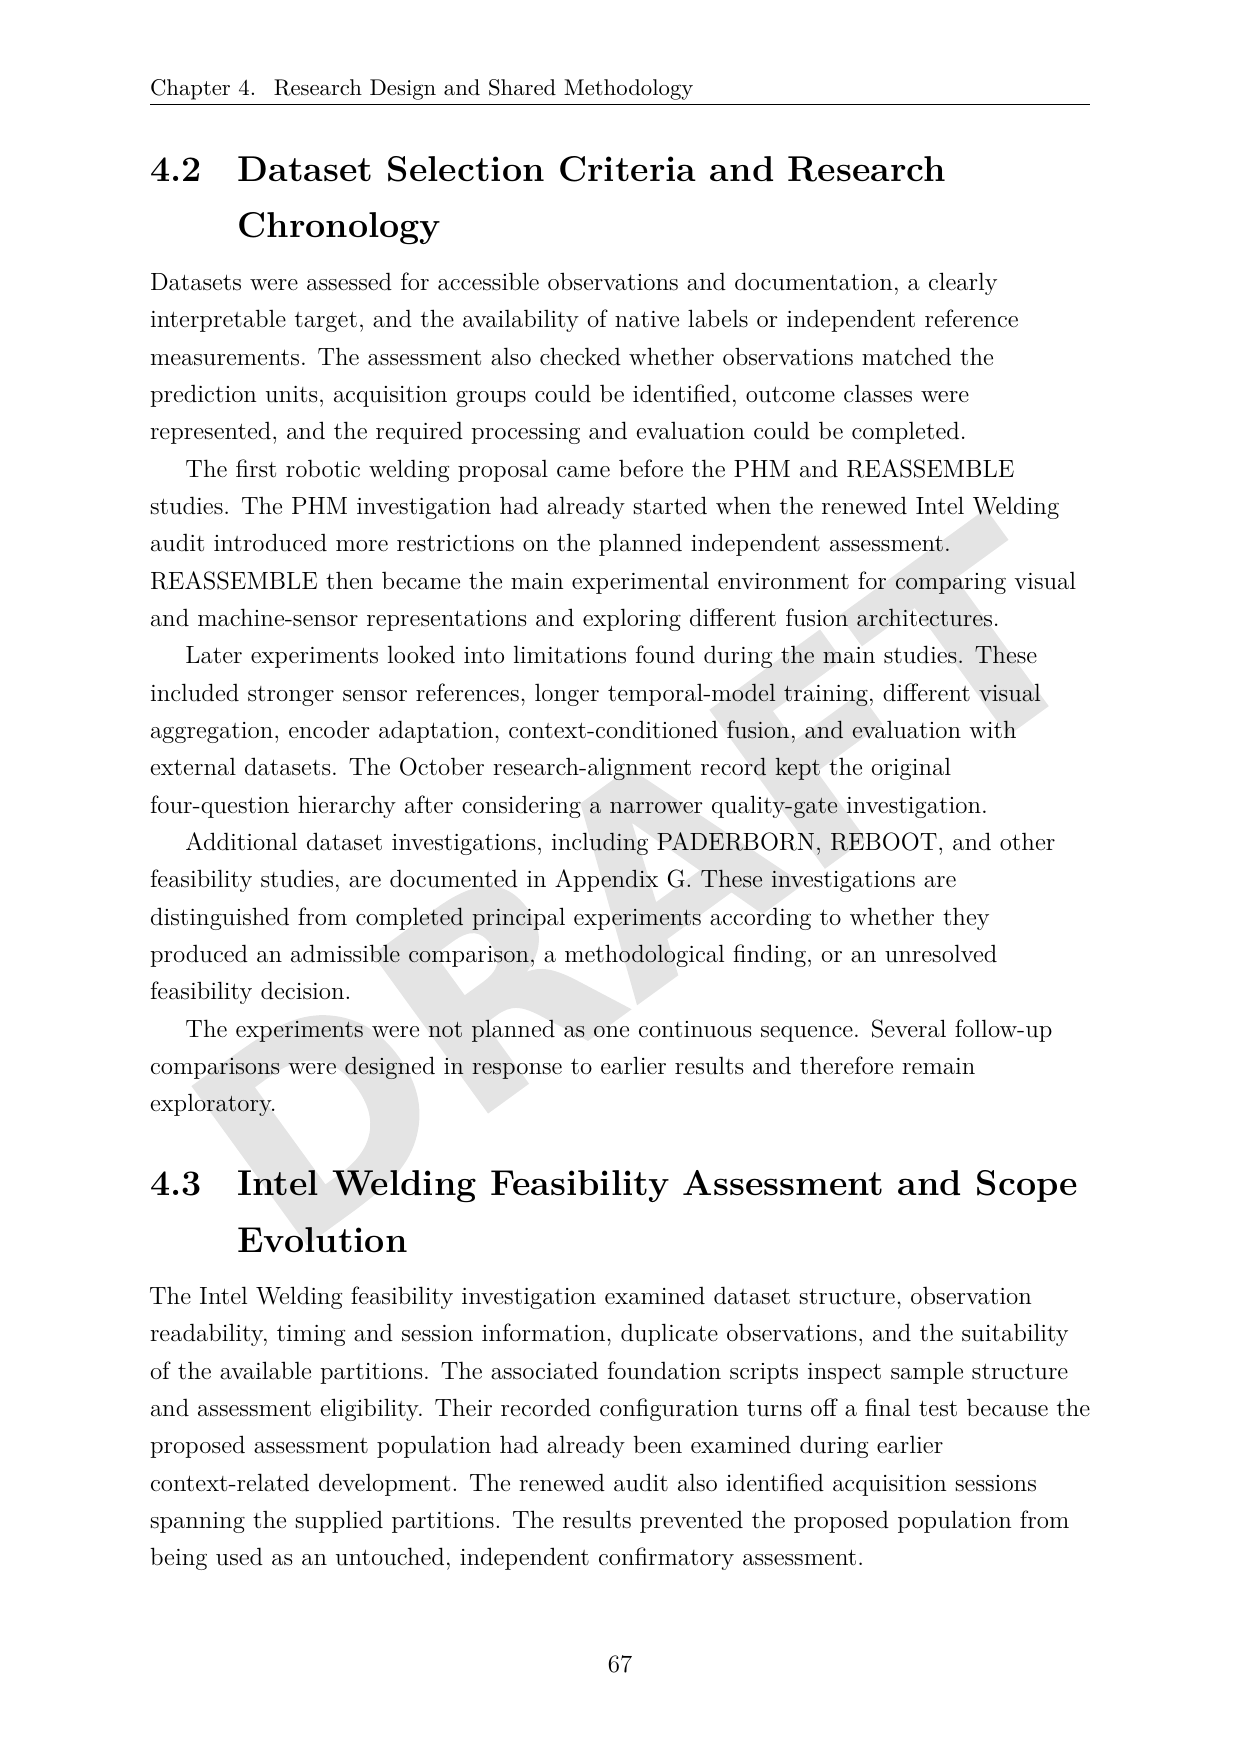 Chapter 4. Research Design and Shared Methodology
4.2 Dataset Selection Criteria and Research
Chronology
Datasets were assessed for accessible observations and documentation, a clearly
interpretable target, and the availability of native labels or independent reference
measurements. The assessment also checked whether observations matched the
prediction units, acquisition groups could be identified, outcome classes were
represented, and the required processing and evaluation could be completed.
The first robotic welding proposal came before the PHM and REASSEMBLE
studies. The PHM investigation had already started when the renewed Intel Welding
audit introduced more restrictions on the planned independent assessment.
REASSEMBLE then became the main experimental environment for comparing visual
and machine-sensor representations and exploring different fusion architectures.
Later experiments looked into limitations found during the main studies. These
included stronger sensor references, longer temporal-model training, different visual
aggregation, encoder adaptation, context-conditioned fusion, and evaluation with
external datasets. The October research-alignment record kept the original
four-question hierarchy after considering a narrower quality-gate investigation.
Additional dataset investigations, including PADERBORN, REBOOT, and other
feasibility studies, are documented in Appendix G. These investigations are
distinguished from completed principal experiments according to whether they
produced an admissible comparison, a methodological finding, or an unresolved
feasibility decision.
The experiments were not planned as one continuous sequence. Several follow-up
comparisons were designed in response to earlier results and therefore remain
exploratory.
4.3 Intel Welding Feasibility Assessment and Scope
Evolution
The Intel Welding feasibility investigation examined dataset structure, observation
readability, timing and session information, duplicate observations, and the suitability
of the available partitions. The associated foundation scripts inspect sample structure
and assessment eligibility. Their recorded configuration turns off a final test because the
proposed assessment population had already been examined during earlier
context-related development. The renewed audit also identified acquisition sessions
spanning the supplied partitions. The results prevented the proposed population from
being used as an untouched, independent confirmatory assessment.
67
DRAFT